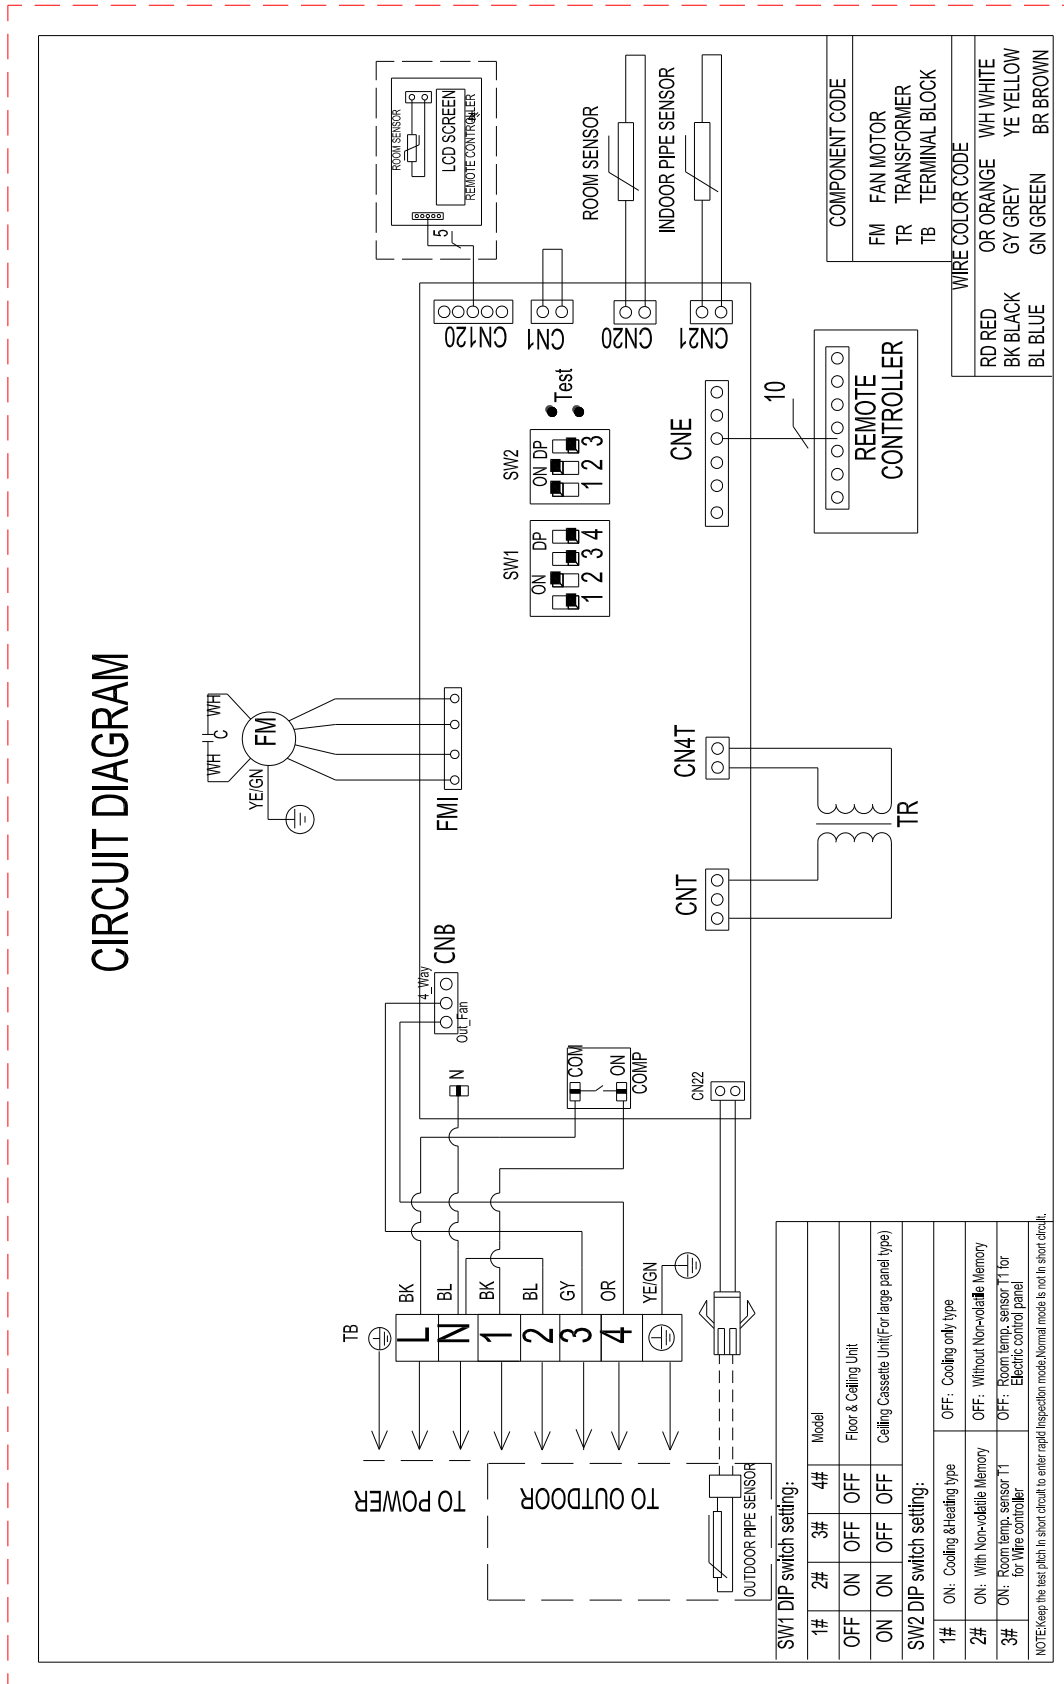 CIRCUIT DIAGRAM
WH
C
WH
FM
YE/GN
FMI
ROOM SENSOR
LCD SCREEN
REMOTE CONTROLLER
5
CN120
CN1
CN20
CN21
ROOM SENSOR
INDOOR PIPE SENSOR
Test
SW2
ON DP
1 2 3
SW1
ON DP
1 2 3 4
CNE
10
REMOTE
CONTROLLER
CN4T
CNT
TR
4_Way
CNB
Out_Fan
N
COM
ON
COMP
CN22
TB
L
N
1
2
3
4
BK
BL
BK
BL
GY
OR
YE/GN
TO POWER
TO OUTDOOR
OUTDOOR PIPE SENSOR
COMPONENT CODE
FM FAN MOTOR
TR TRANSFORMER
TB TERMINAL BLOCK
WIRE COLOR CODE
RD RED OR ORANGE WH WHITE
BK BLACK GY GREY YE YELLOW
BL BLUE GN GREEN BR BROWN
SW1 DIP switch setting:
1# 2# 3# 4# Model
OFF ON OFF OFF Floor & Ceiling Unit
ON ON OFF OFF Ceiling Cassette Unit(For large panel type)
SW2 DIP switch setting:
1# ON: Cooling &Heating type OFF: Cooling only type
2# ON: With Non-volatile Memory OFF: Without Non-volatile Memory
3# ON: Room temp. sensor T1 for Wire controller OFF: Room temp. sensor T1 for Electric control panel
NOTE:Keep the test pitch in short circuit to enter rapid inspection mode.Normal mode is not in short circuit.